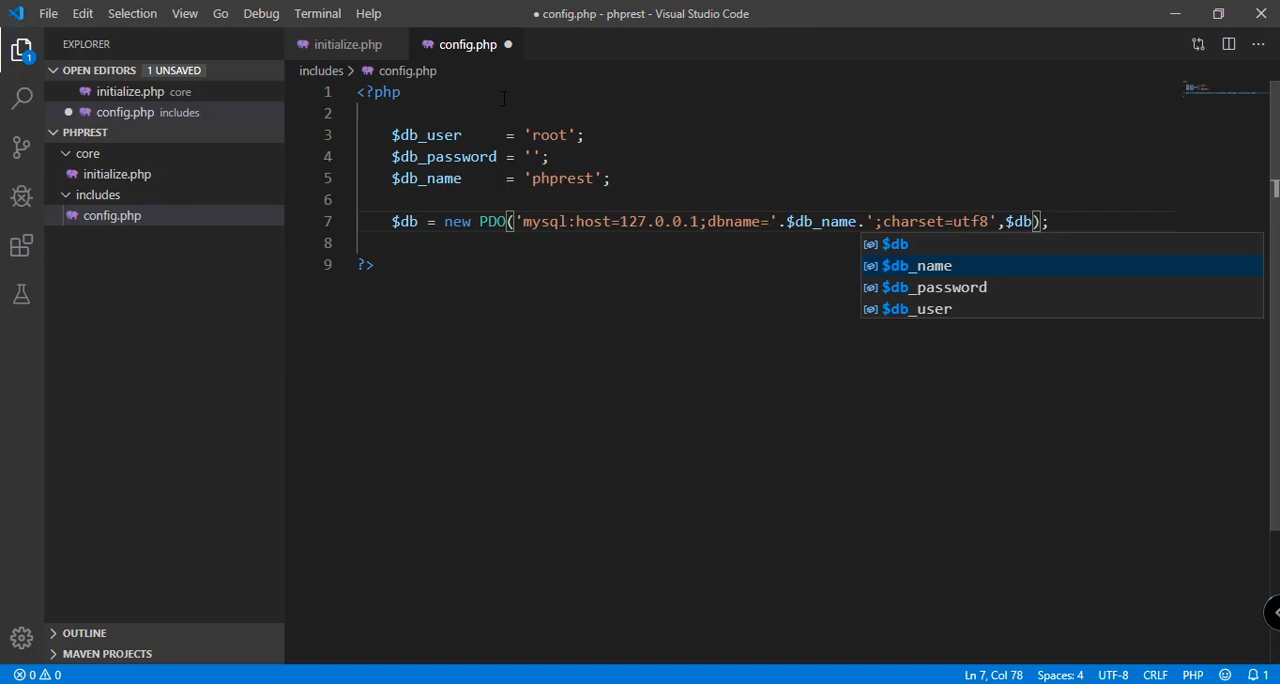 File Edit Selection View Go Debug Terminal Help
● config.php - phprest - Visual Studio Code
EXPLORER
initialize.php config.php
OPEN EDITORS 1 UNSAVED
includes > config.php
initialize.php core
config.php includes
PHPREST
core
initialize.php
includes
config.php
1
1 <?php
2
3 $db_user = 'root';
4 $db_password = '';
5 $db_name = 'phprest';
6
7 $db = new PDO('mysql:host=127.0.0.1;dbname='.$db_name.';charset=utf8',$db);
8
9 ?>
$db
$db_name
$db_password
$db_user
OUTLINE
MAVEN PROJECTS
0 0 Ln 7, Col 78 Spaces: 4 UTF-8 CRLF PHP 1